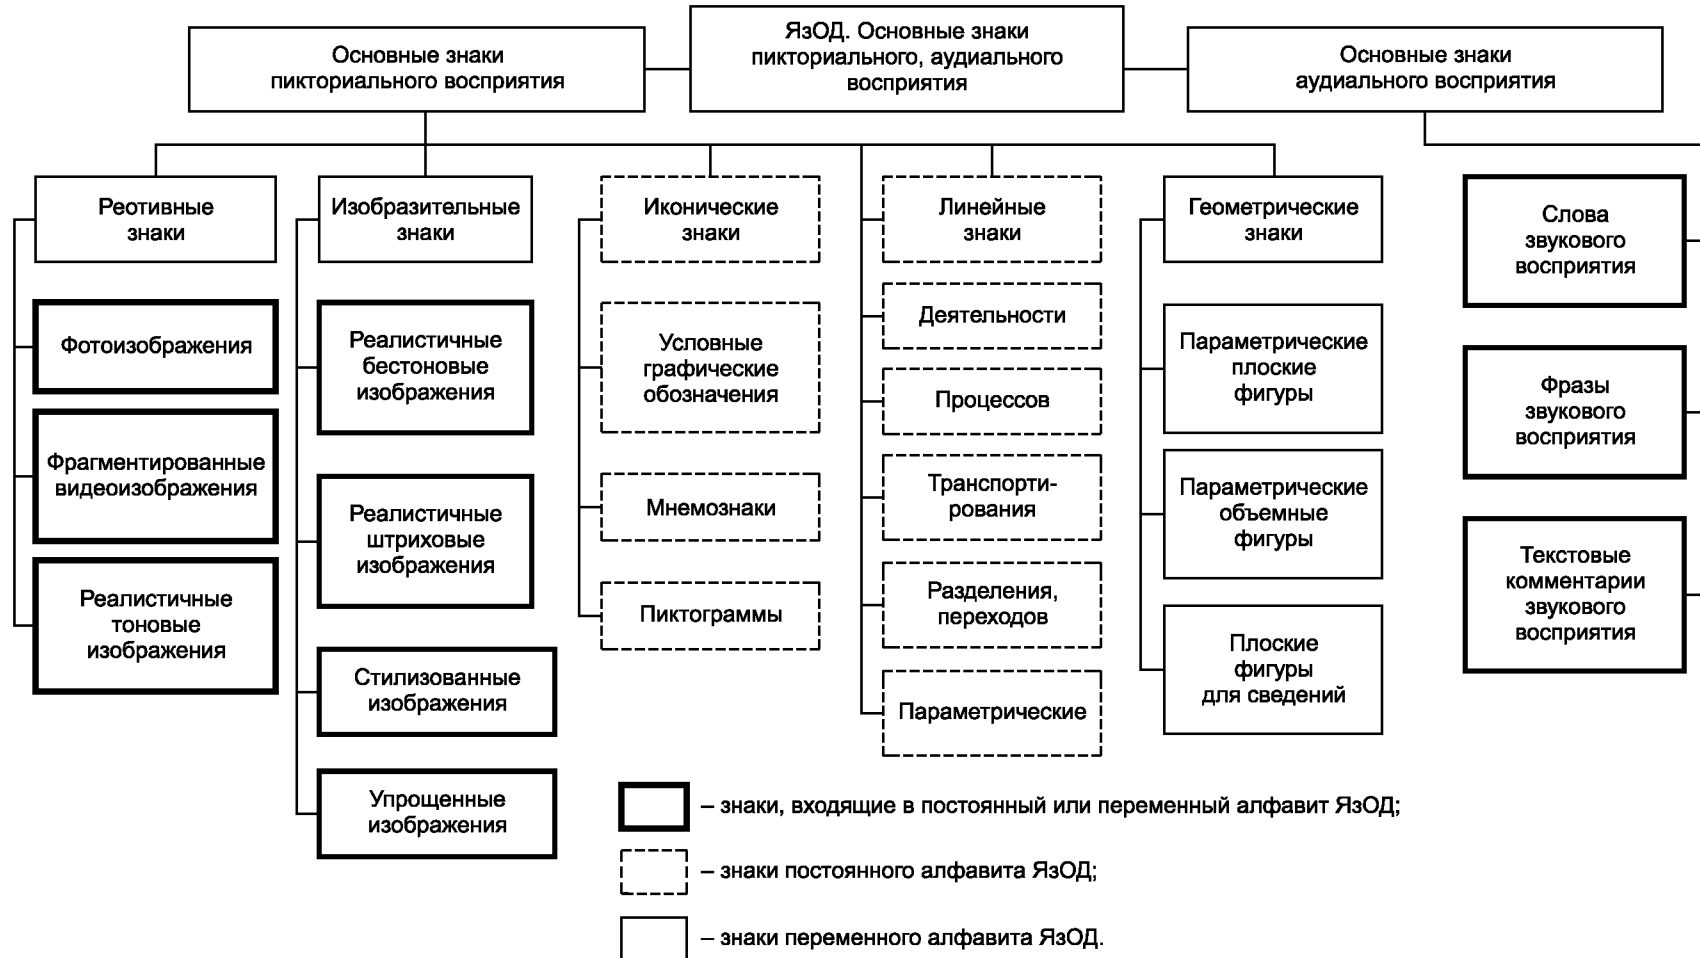 Основные знаки
пикториального восприятия
ЯзОД. Основные знаки
пикториального, аудиального
восприятия
Основные знаки
аудиального восприятия
Реотивные
знаки
Фотоизображения
Фрагментированные
видеоизображения
Реалистичные
тоновые
изображения
Изобразительные
знаки
Реалистичные
бестоновые
изображения
Реалистичные
штриховые
изображения
Стилизованные
изображения
Упрощенные
изображения
Иконические
знаки
Условные
графические
обозначения
Мнемознаки
Пиктограммы
Линейные
знаки
Деятельности
Процессов
Транспорти-
рования
Разделения,
переходов
Параметрические
Геометрические
знаки
Параметрические
плоские
фигуры
Параметрические
объемные
фигуры
Плоские
фигуры
для сведений
Слова
звукового
восприятия
Фразы
звукового
восприятия
Текстовые
комментарии
звукового
восприятия
– знаки, входящие в постоянный или переменный алфавит ЯзОД;
– знаки постоянного алфавита ЯзОД;
– знаки переменного алфавита ЯзОД.